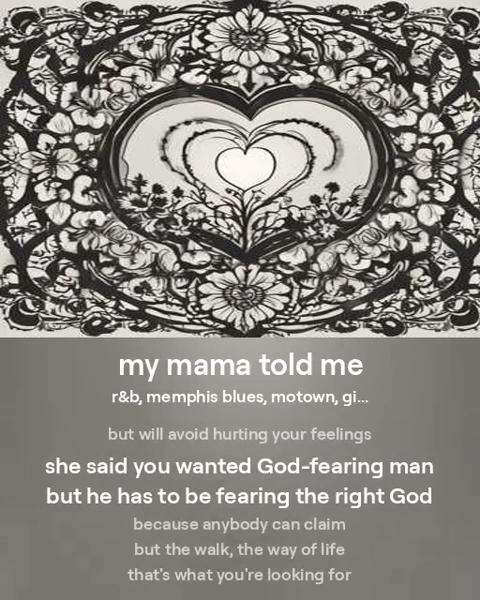 my mama told me
r&b, memphis blues, motown, gi...
but will avoid hurting your feelings
she said you wanted God-fearing man
but he has to be fearing the right God
because anybody can claim
but the walk, the way of life
that's what you're looking for